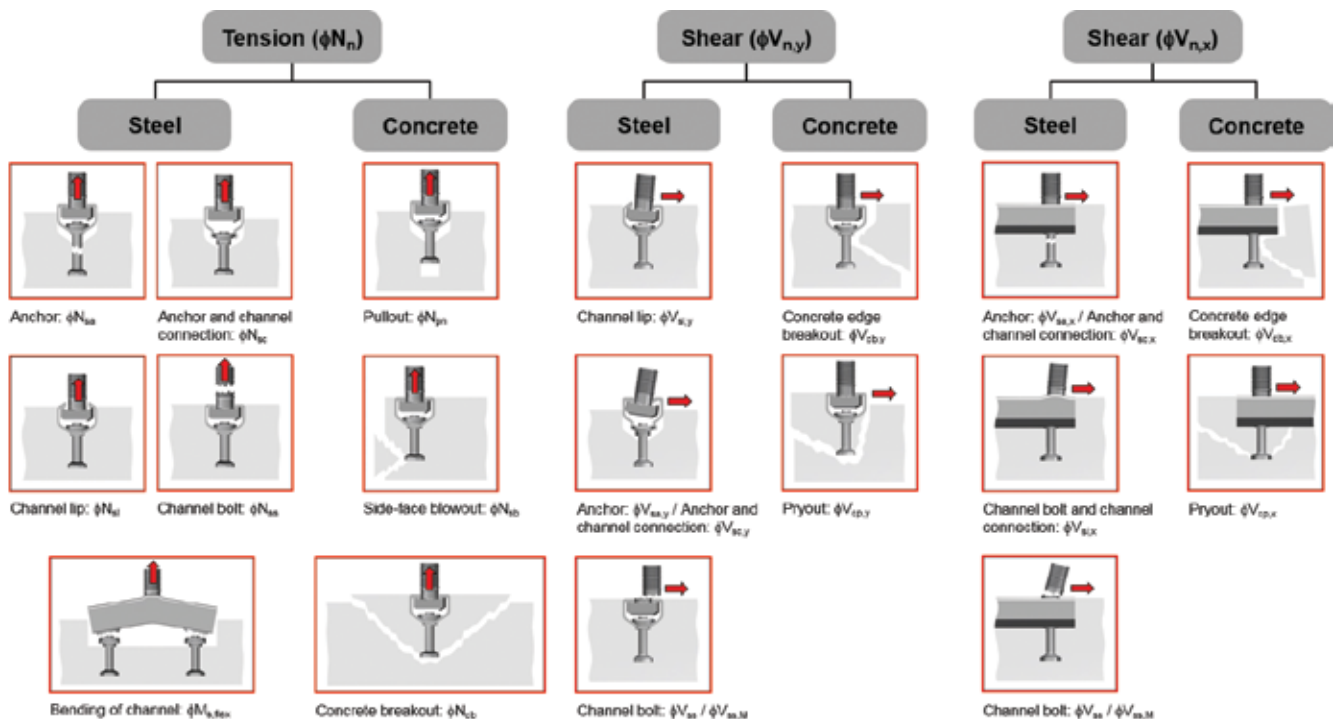 Tension (ϕNn)
Shear (ϕVn,y)
Shear (ϕVn,x)
Steel
Concrete
Steel
Concrete
Steel
Concrete
Anchor: ϕNsa
Anchor and channel
connection: ϕNsc
Pullout: ϕNpn
Channel lip: ϕVsl,y
Concrete edge
breakout: ϕVcb,y
Anchor: ϕVsa,x / Anchor and
channel connection: ϕVsc,x
Concrete edge
breakout: ϕVcb,x
Channel lip: ϕNsl
Channel bolt: ϕNss
Side-face blowout: ϕNsb
Anchor: ϕVsa,y / Anchor and
channel connection: ϕVsc,y
Pryout: ϕVcp,y
Channel bolt and channel
connection: ϕVsl,x
Pryout: ϕVcp,x
Bending of channel: ϕMs,flex
Concrete breakout: ϕNcb
Channel bolt: ϕVss / ϕVss,M
Channel bolt: ϕVss / ϕVss,M